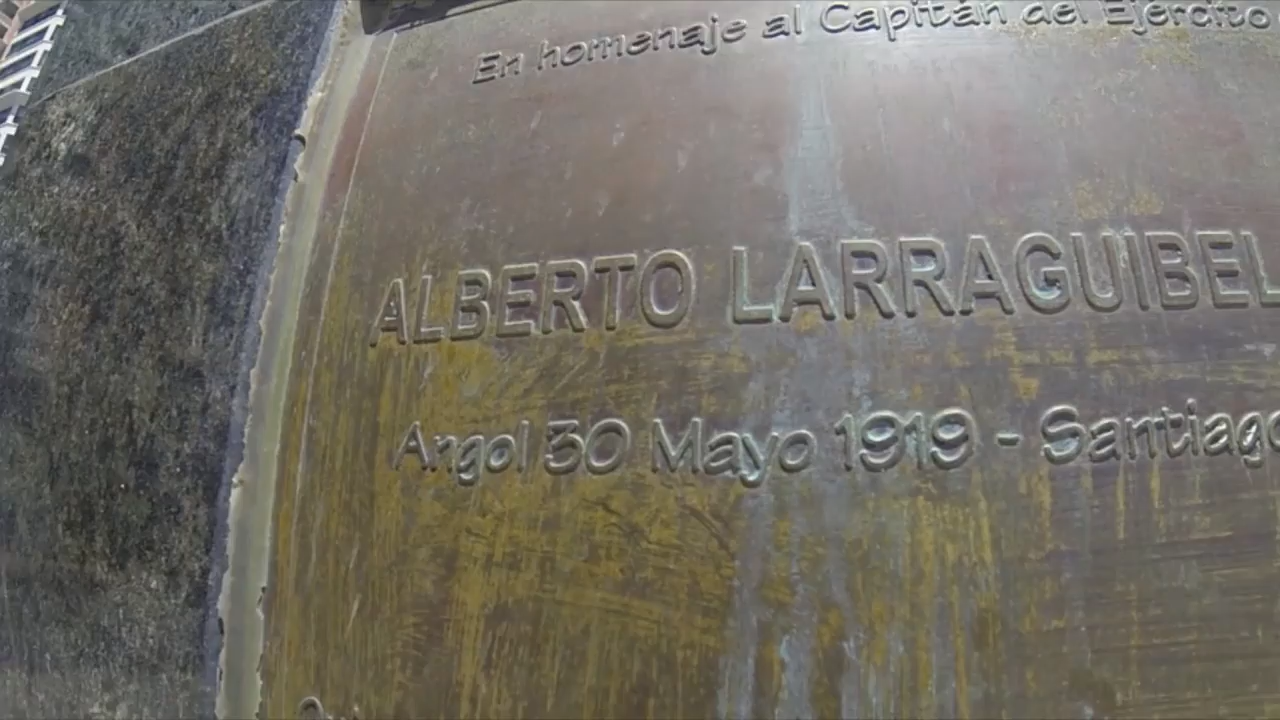 En homenaje al Capitán del Ejército
ALBERTO LARRAGUIBEL
Angol 30 Mayo 1919 - Santiago